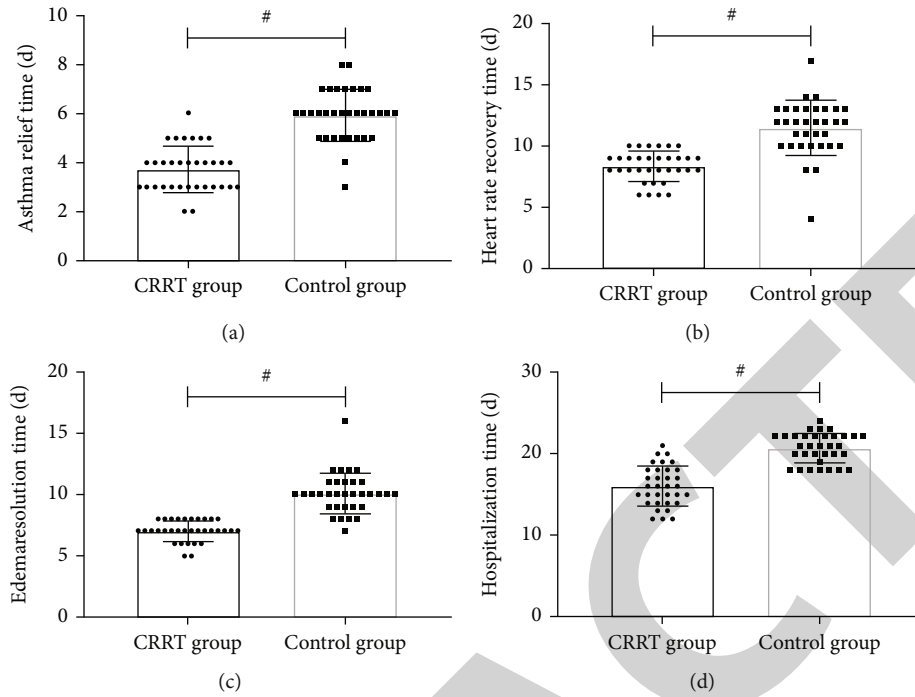 #
10
8
6
4
2
0
Asthma relief time (d)
CRRT group Control group
(a)
#
20
15
10
5
0
Heart rate recovery time (d)
CRRT group Control group
(b)
#
20
15
10
5
0
Edemaresolution time (d)
CRRT group Control group
(c)
#
30
20
10
0
Hospitalization time (d)
CRRT group Control group
(d)